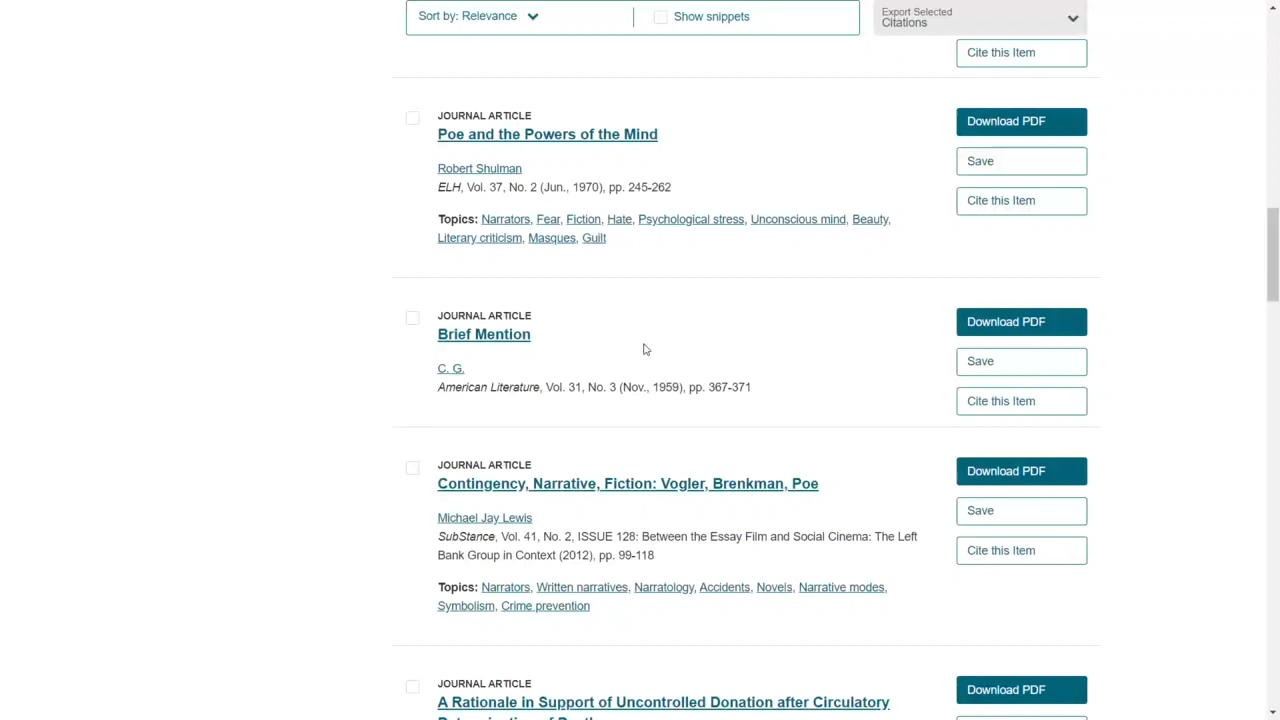 Sort by: Relevance
Show snippets
Export Selected
Citations
Cite this Item
JOURNAL ARTICLE
Poe and the Powers of the Mind
Robert Shulman
ELH, Vol. 37, No. 2 (Jun., 1970), pp. 245-262
Topics: Narrators, Fear, Fiction, Hate, Psychological stress, Unconscious mind, Beauty,
Literary criticism, Masques, Guilt
Download PDF
Save
Cite this Item
JOURNAL ARTICLE
Brief Mention
C. G.
American Literature, Vol. 31, No. 3 (Nov., 1959), pp. 367-371
Download PDF
Save
Cite this Item
JOURNAL ARTICLE
Contingency, Narrative, Fiction: Vogler, Brenkman, Poe
Michael Jay Lewis
SubStance, Vol. 41, No. 2, ISSUE 128: Between the Essay Film and Social Cinema: The Left
Bank Group in Context (2012), pp. 99-118
Topics: Narrators, Written narratives, Narratology, Accidents, Novels, Narrative modes,
Symbolism, Crime prevention
Download PDF
Save
Cite this Item
JOURNAL ARTICLE
A Rationale in Support of Uncontrolled Donation after Circulatory
Download PDF